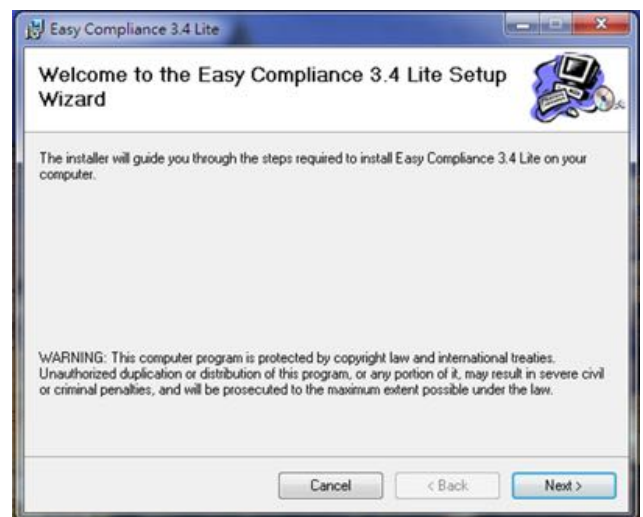 Easy Compliance 3.4 Lite
Welcome to the Easy Compliance 3.4 Lite Setup
Wizard
The installer will guide you through the steps required to install Easy Compliance 3.4 Lite on your
computer.
WARNING: This computer program is protected by copyright law and international treaties.
Unauthorized duplication or distribution of this program, or any portion of it, may result in severe civil
or criminal penalties, and will be prosecuted to the maximum extent possible under the law.
Cancel
< Back
Next >